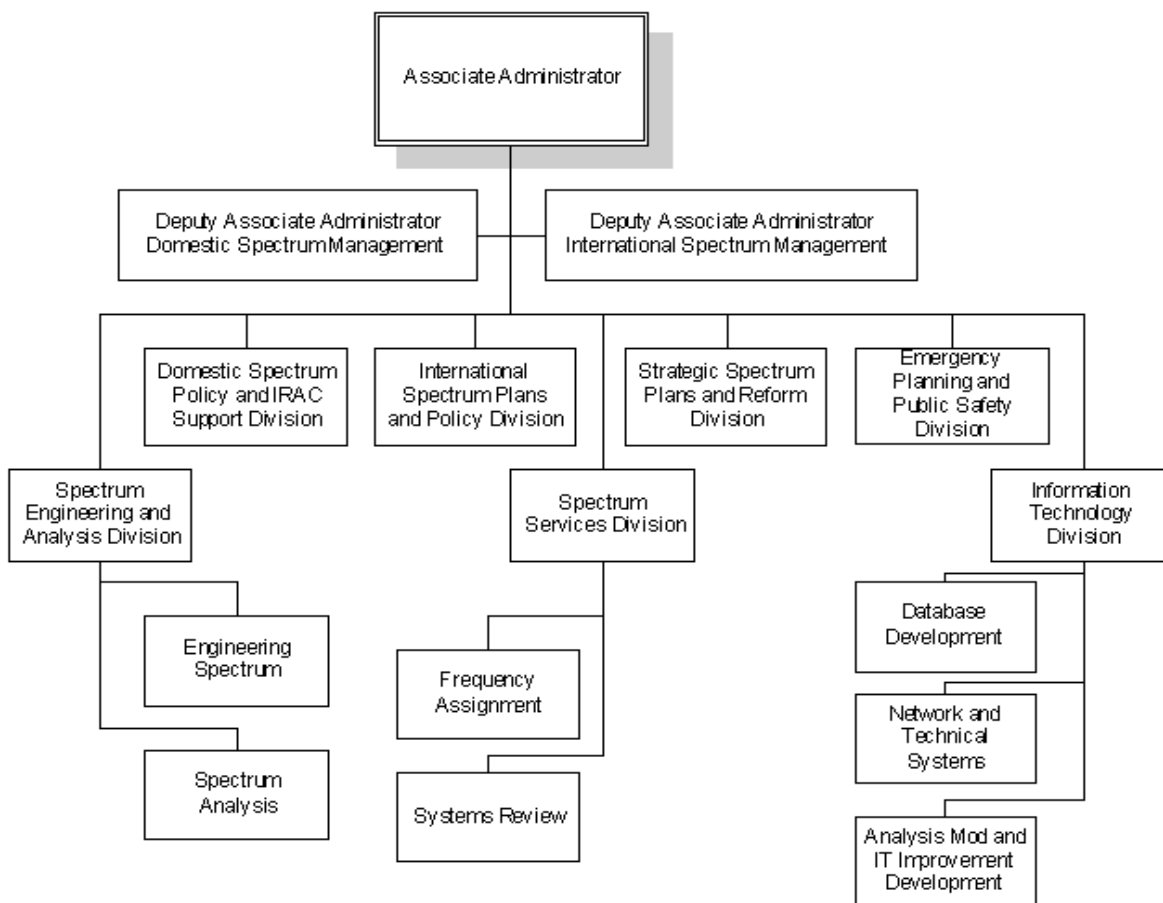 Associate Administrator
Deputy Associate Administrator
Domestic Spectrum Management
Deputy Associate Administrator
International Spectrum Management
Domestic Spectrum
Policy and IRAC
Support Division
International
Spectrum Plans
and Policy Division
Strategic Spectrum
Plans and Reform
Division
Emergency
Planning and
Public Safety
Division
Spectrum
Engineering and
Analysis Division
Spectrum
Services Division
Information
Technology
Division
Engineering
Spectrum
Spectrum
Analysis
Frequency
Assignment
Systems Review
Database
Development
Network and
Technical
Systems
Analysis Mod and
IT Improvement
Development